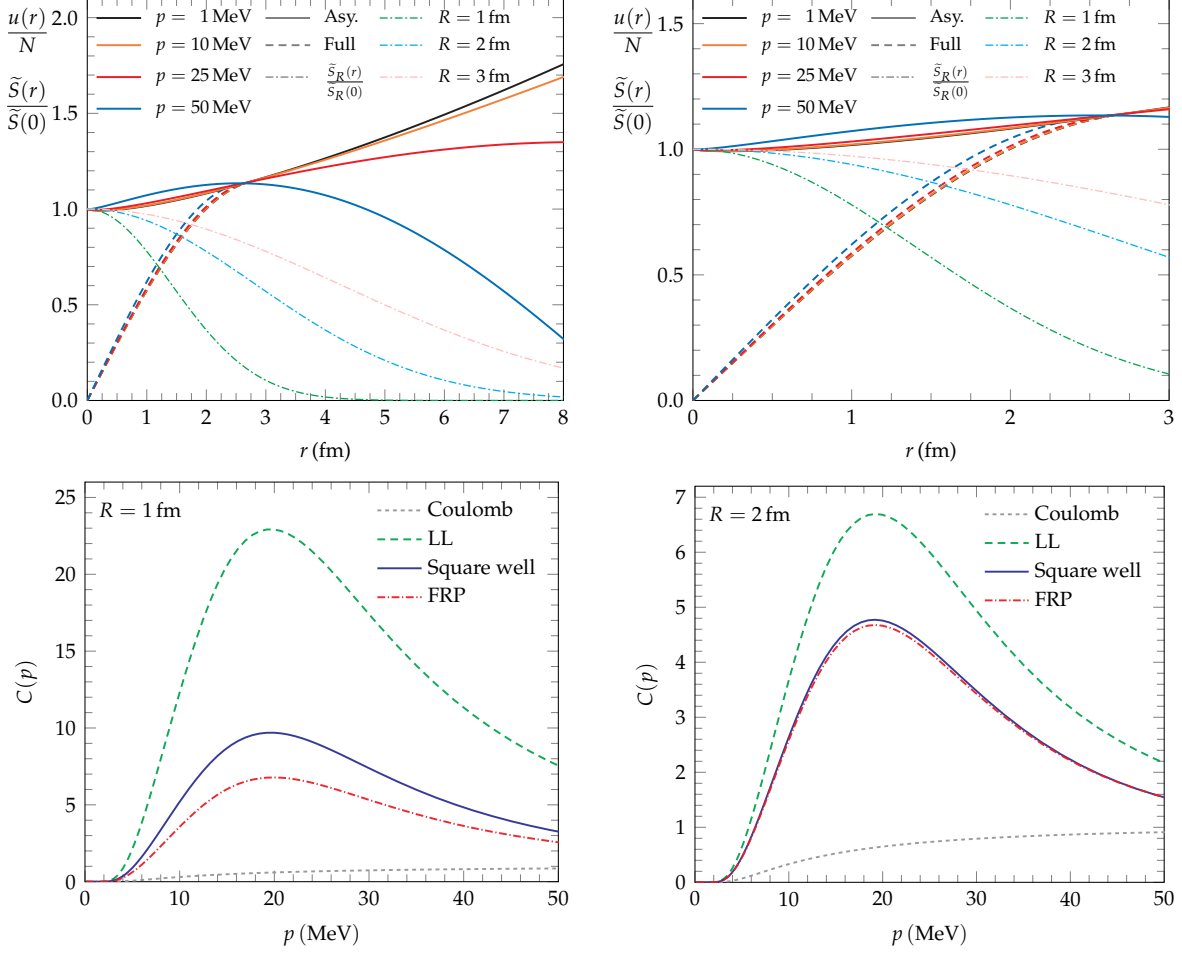 u(r)/N
S̃(r)/S̃(0)
p = 1 MeV
p = 10 MeV
p = 25 MeV
p = 50 MeV
Asy.
Full
S̃_R(r)/S̃_R(0)
R = 1 fm
R = 2 fm
R = 3 fm
2.0
1.5
1.0
0.5
0.0
0 1 2 3 4 5 6 7 8
r (fm)
u(r)/N
S̃(r)/S̃(0)
p = 1 MeV
p = 10 MeV
p = 25 MeV
p = 50 MeV
Asy.
Full
S̃_R(r)/S̃_R(0)
R = 1 fm
R = 2 fm
R = 3 fm
1.5
1.0
0.5
0.0
0 1 2 3
r (fm)
R = 1 fm
Coulomb
LL
Square well
FRP
C(p)
25
20
15
10
5
0
0 10 20 30 40 50
p (MeV)
R = 2 fm
Coulomb
LL
Square well
FRP
C(p)
7
6
5
4
3
2
1
0
0 10 20 30 40 50
p (MeV)